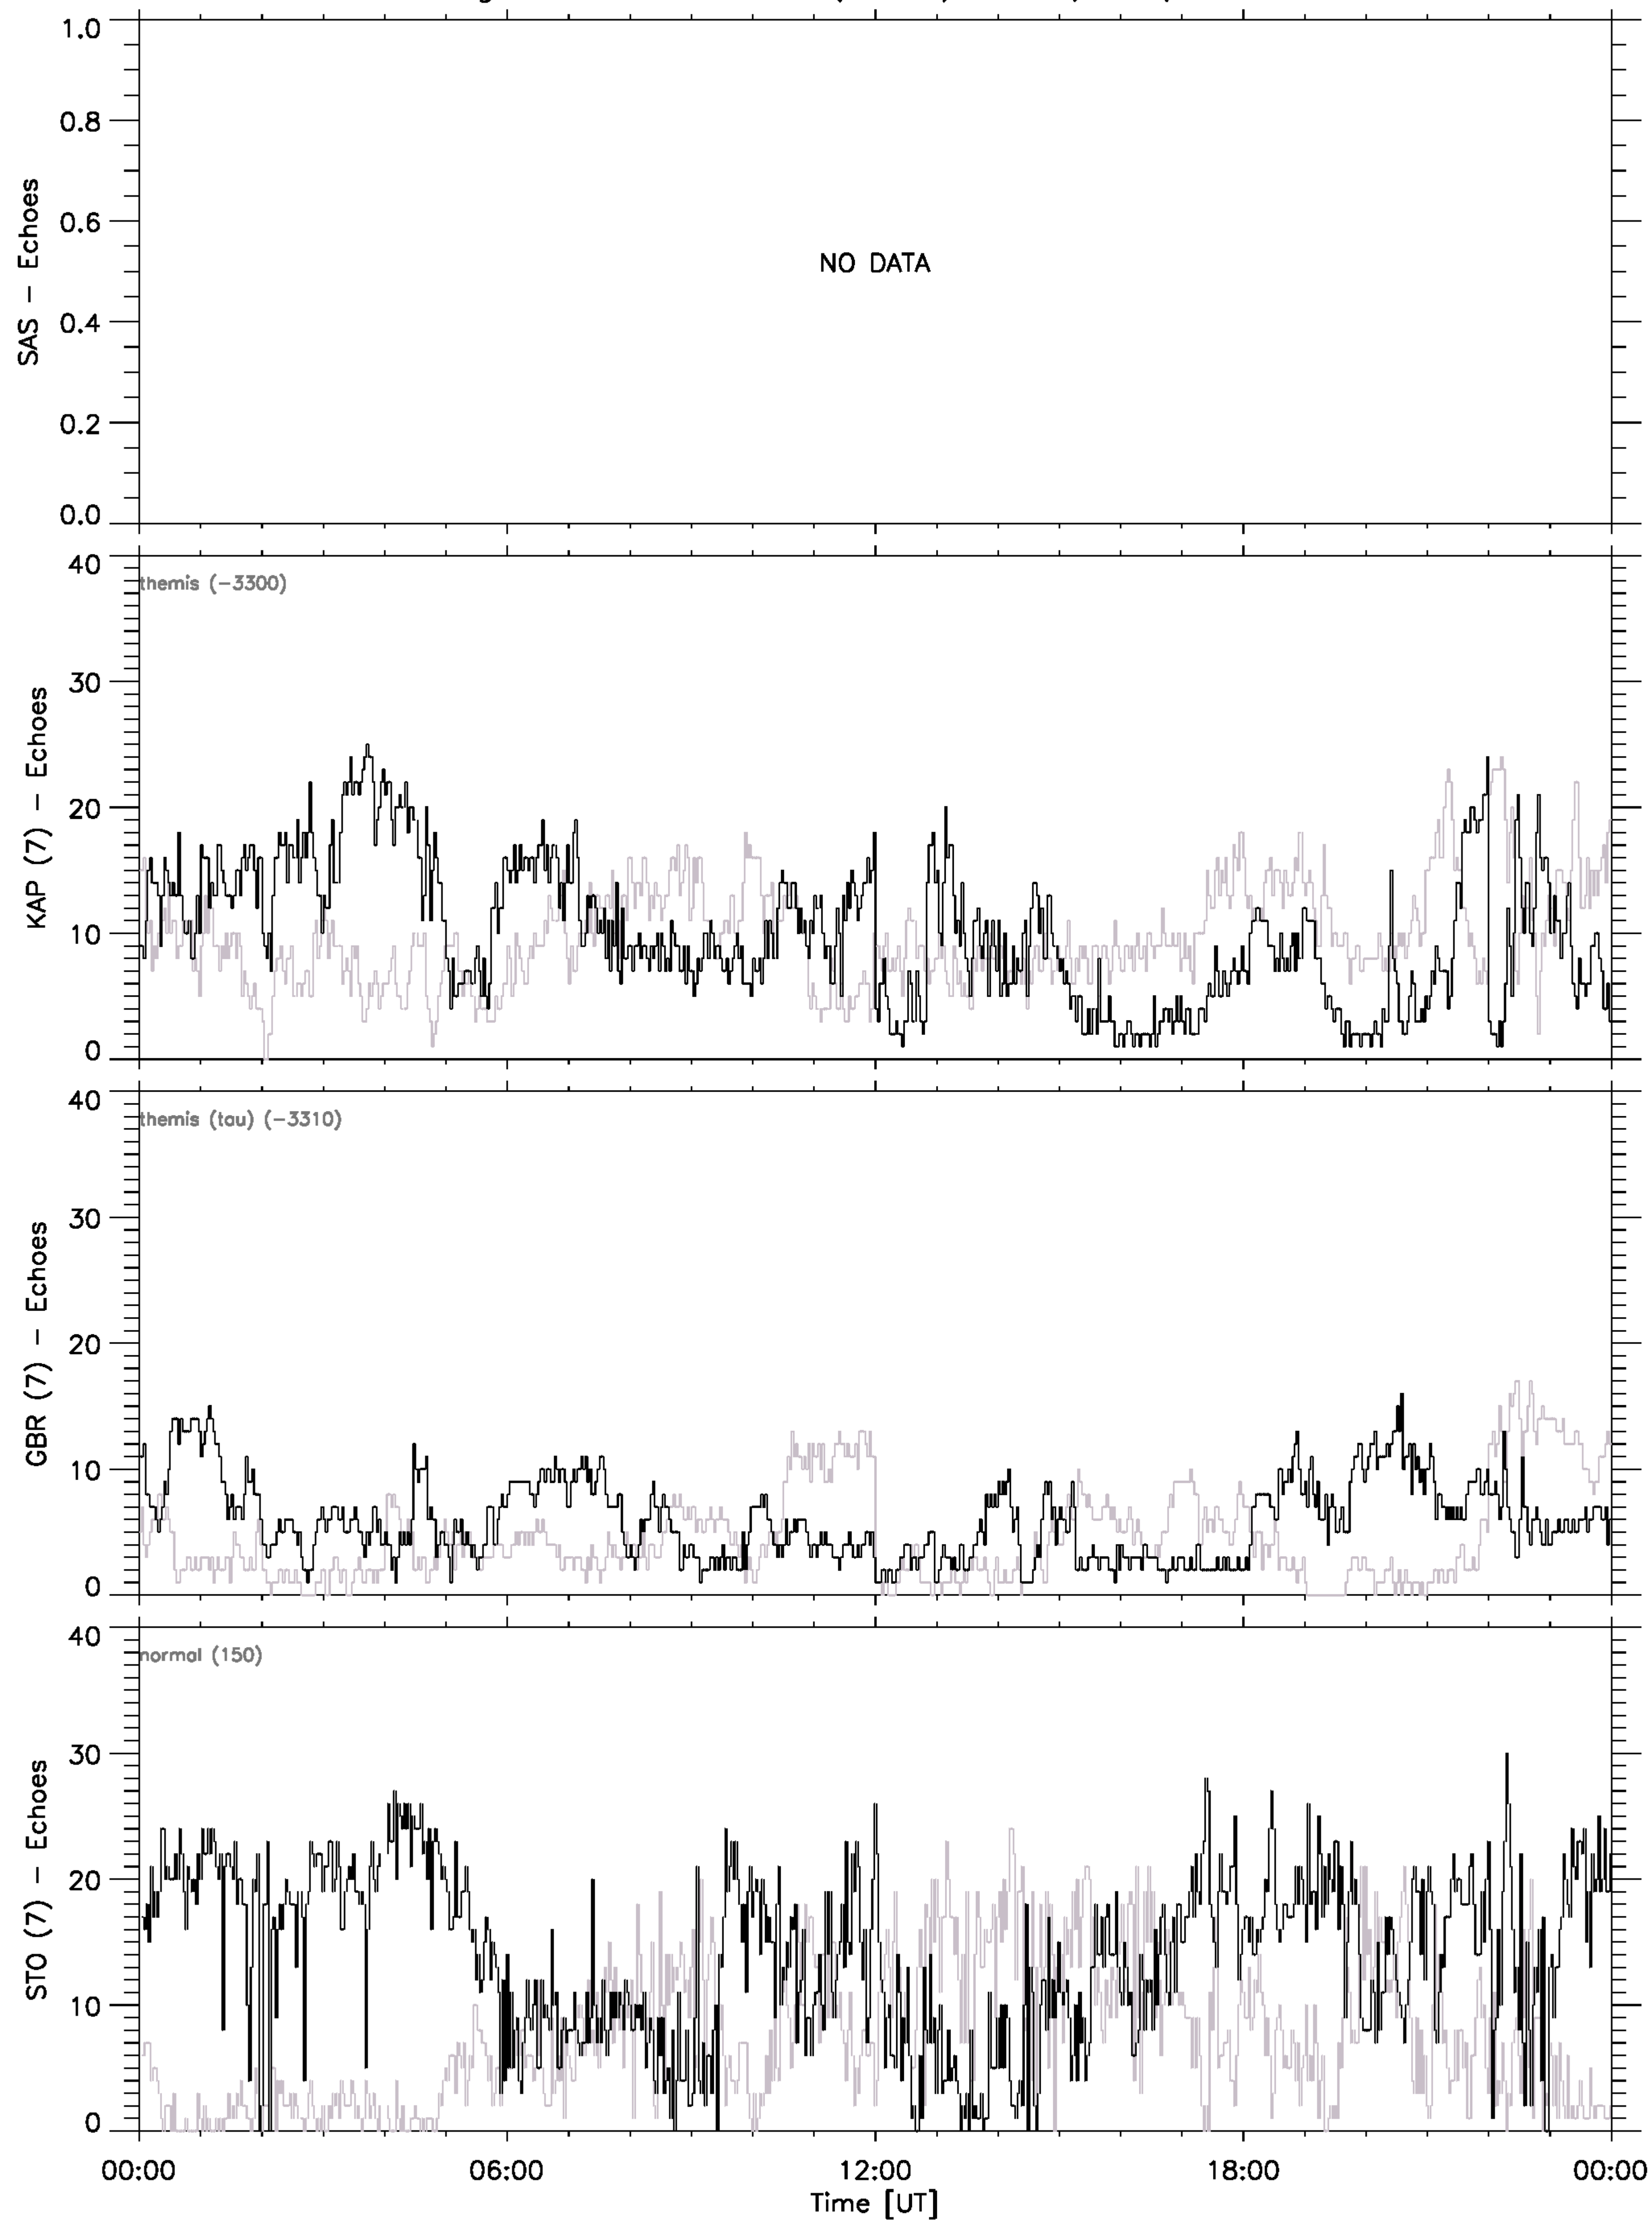 1.0
0.8
0.6
0.4
0.2
0.0
SAS – Echoes
NO DATA
40
30
20
10
0
KAP (7) – Echoes
themis (−3300)
40
30
20
10
0
GBR (7) – Echoes
themis (tau) (−3310)
40
30
20
10
0
STO (7) – Echoes
normal (150)
00:00 06:00 12:00 18:00 00:00
Time [UT]